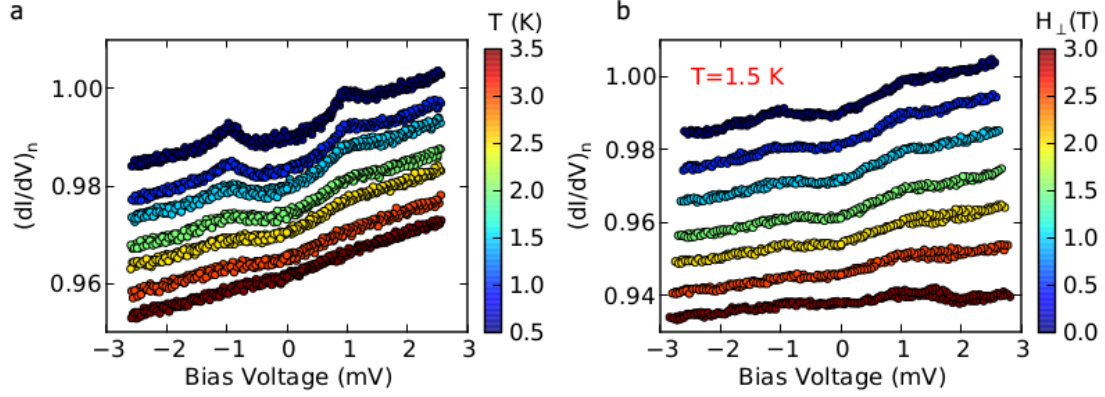 a
T (K)
(dI/dV)n
1.00
0.98
0.96
−3 −2 −1 0 1 2 3
Bias Voltage (mV)
3.5
3.0
2.5
2.0
1.5
1.0
0.5
b
H⊥(T)
T=1.5 K
(dI/dV)n
1.00
0.98
0.96
0.94
−3 −2 −1 0 1 2 3
Bias Voltage (mV)
3.0
2.5
2.0
1.5
1.0
0.5
0.0